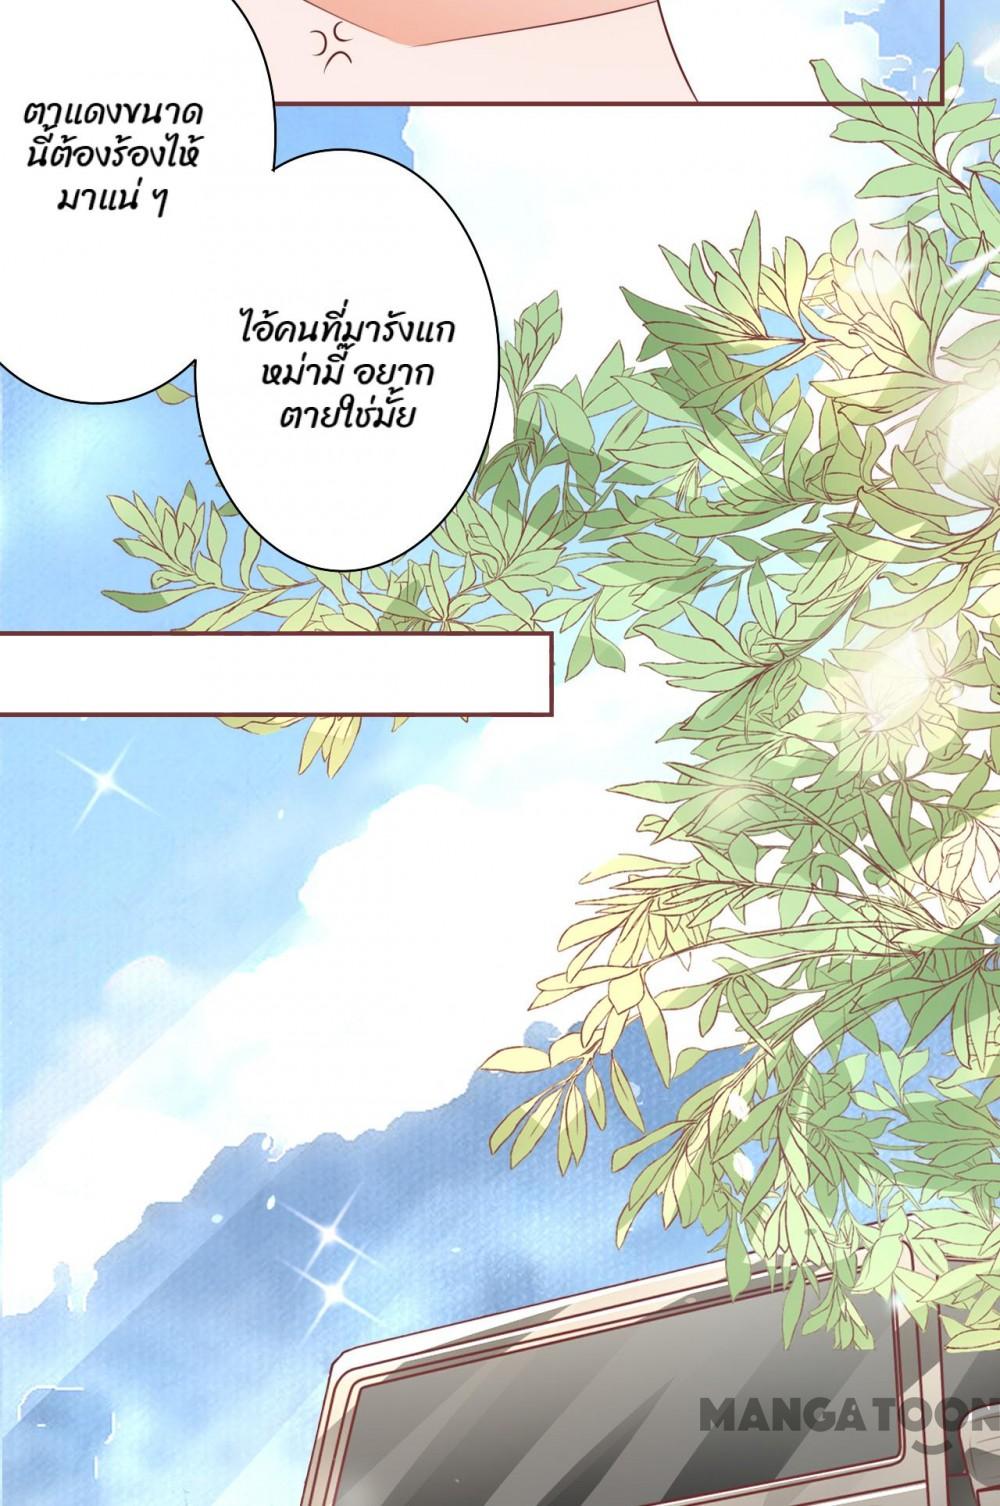 ตาแดงขนาด
นี้ต้องร้องไห้
มาแน่ ๆ
ไอ้คนที่มารังแก
หม่ามี๊ อยาก
ตายใช่มั้ย
MANGATOON